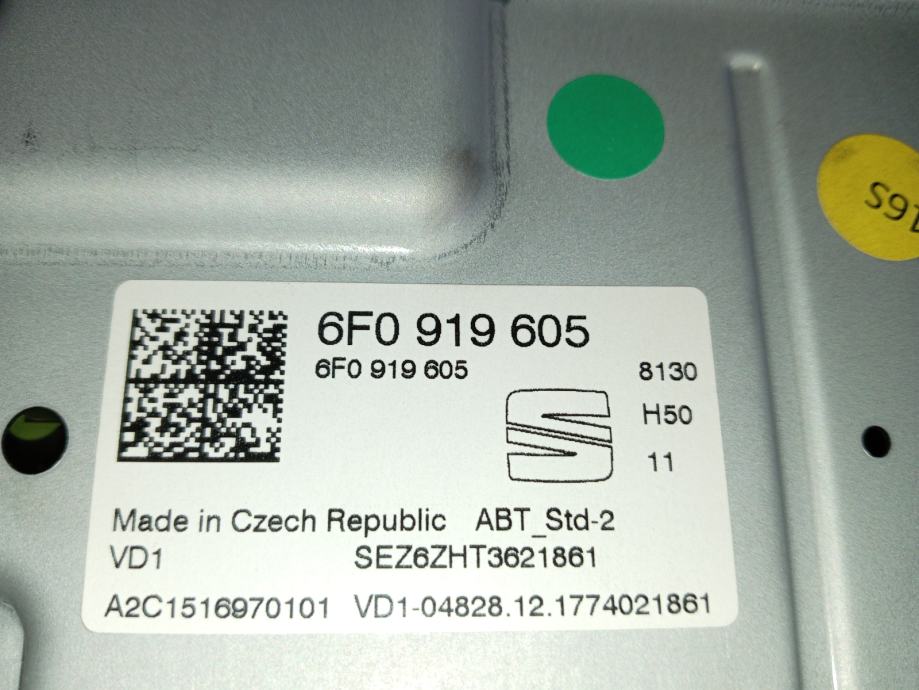 16S
6F0 919 605
6F0 919 605
8130
H50
11
Made in Czech Republic ABT_Std-2
VD1 SEZ6ZHT3621861
A2C1516970101 VD1-04828.12.1774021861